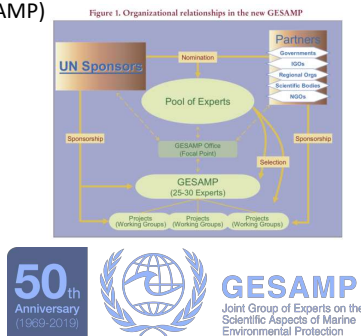 AMP)
Figure 1. Organizational relationships in the new GESAMP
UN Sponsors
Nomination
Partners
Governments
IGOs
Regional Orgs
Scientific Bodies
NGOs
Pool of Experts
Sponsorship
GESAMP Office
(Focal Point)
Sponsorship
Selection
GESAMP
(25-30 Experts)
Projects
(Working Groups)
Projects
(Working Groups)
Projects
(Working Groups)
50th
Anniversary
(1969-2019)
GESAMP
Joint Group of Experts on the
Scientific Aspects of Marine
Environmental Protection